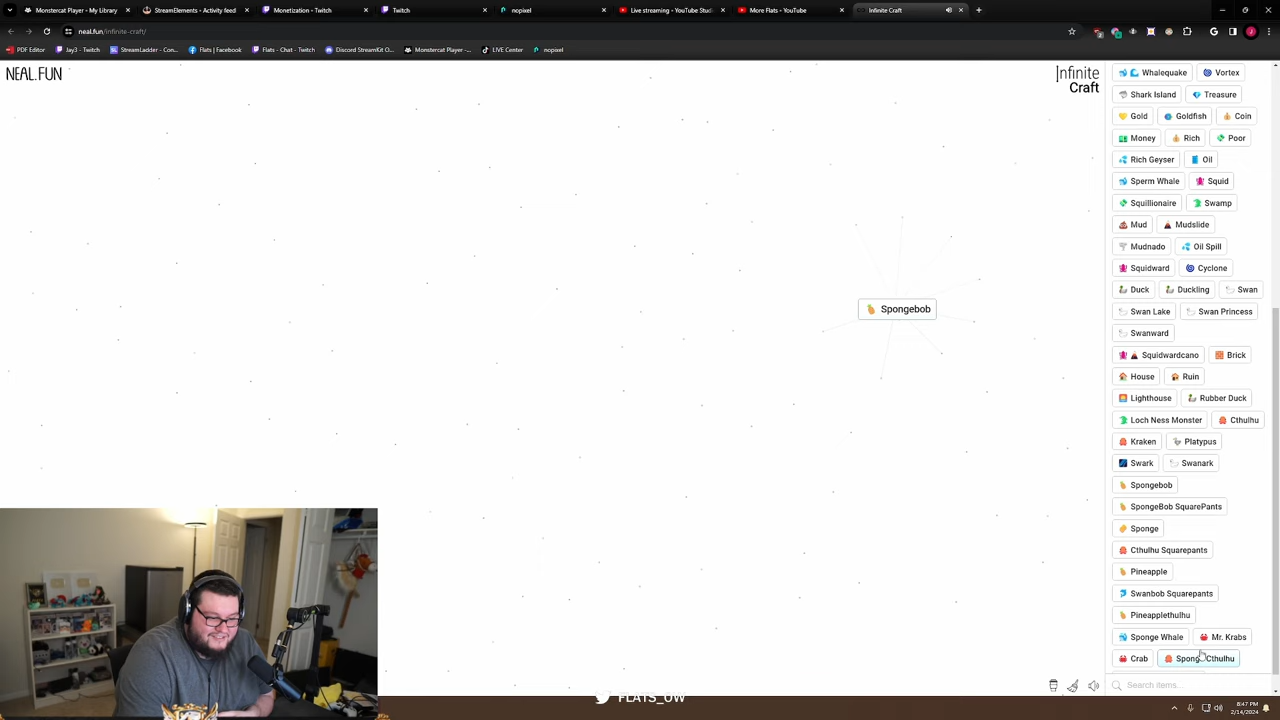 Monstercat Player - My Library
StreamElements - Activity feed
Monetization - Twitch
Twitch
nopixel
Live streaming - YouTube Stud
More Flats - YouTube
Infinite Craft
neal.fun/infinite-craft/
PDF Editor
Jay3 - Twitch
StreamLadder - Con...
Flats | Facebook
Flats - Chat - Twitch
Discord StreamKit O...
Monstercat Player -...
LIVE Center
nopixel
NEAL.FUN
Infinite
Craft
Whalequake
Vortex
Shark Island
Treasure
Gold
Goldfish
Coin
Money
Rich
Poor
Rich Geyser
Oil
Sperm Whale
Squid
Squillionaire
Swamp
Mud
Mudslide
Mudnado
Oil Spill
Squidward
Cyclone
Duck
Duckling
Swan
Swan Lake
Swan Princess
Swanward
Squidwardcano
Brick
House
Ruin
Lighthouse
Rubber Duck
Loch Ness Monster
Cthulhu
Kraken
Platypus
Swark
Swanark
Spongebob
SpongeBob SquarePants
Sponge
Cthulhu Squarepants
Pineapple
Swanbob Squarepants
Pineapplethulhu
Sponge Whale
Mr. Krabs
Crab
Cthulhu
Spongebob
Search items...
FLATS_OW
8:47 PM
2/14/2024